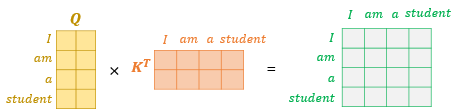 Q
I
am
a
student
×
K^T
I am a student
=
I am a student
I
am
a
student